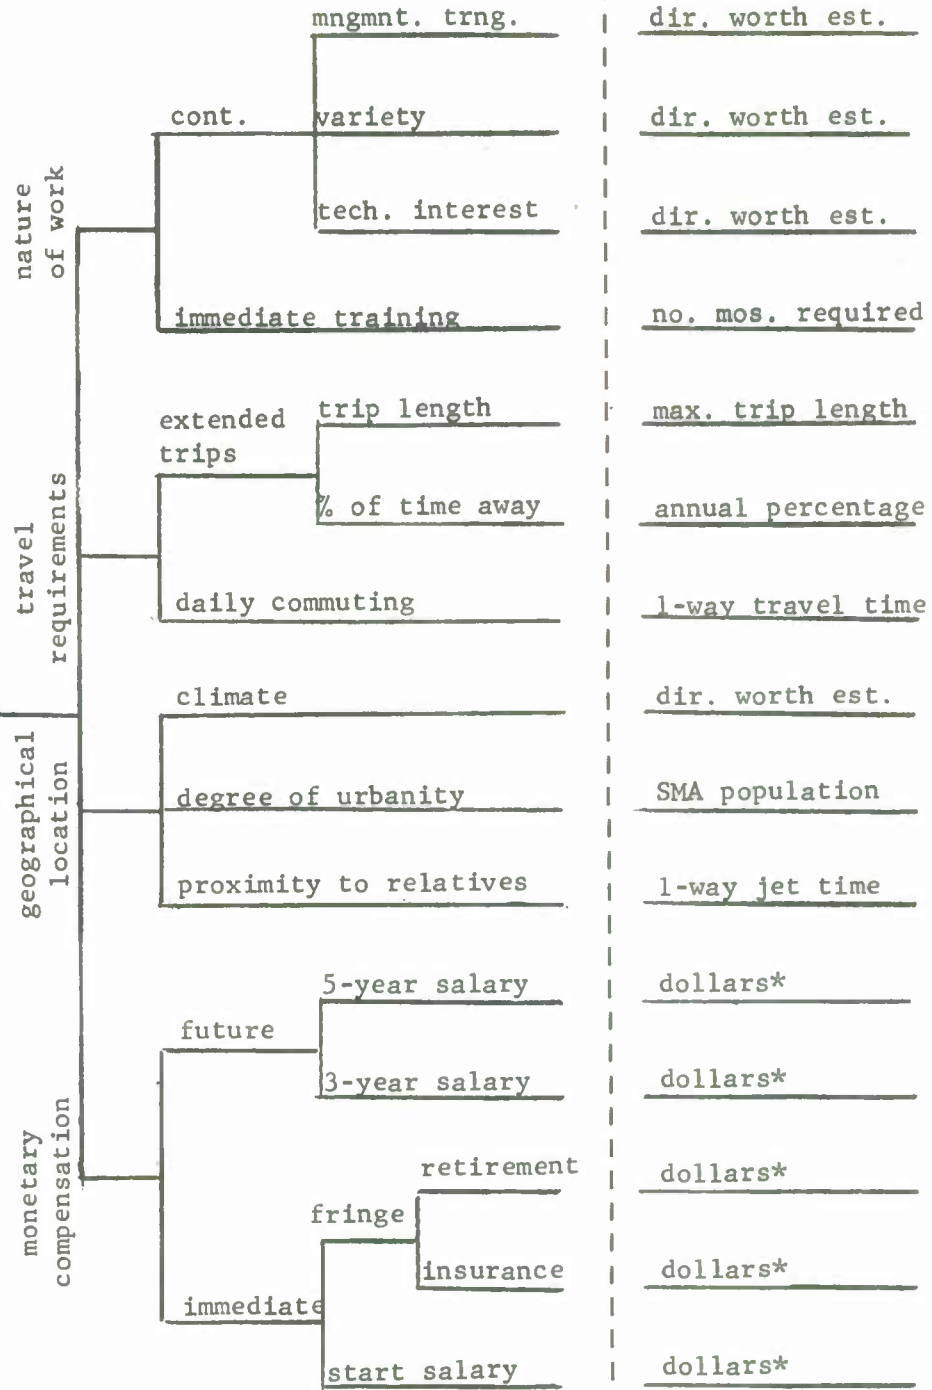 mngmnt. trng.
dir. worth est.
cont.
variety
dir. worth est.
nature
of work
tech. interest
dir. worth est.
immediate training
no. mos. required
extended
trips
trip length
max. trip length
travel
requirements
% of time away
annual percentage
daily commuting
1-way travel time
climate
dir. worth est.
geographical
location
degree of urbanity
SMA population
proximity to relatives
1-way jet time
5-year salary
dollars*
future
3-year salary
dollars*
monetary
compensation
retirement
dollars*
fringe
insurance
dollars*
immediate
start salary
dollars*